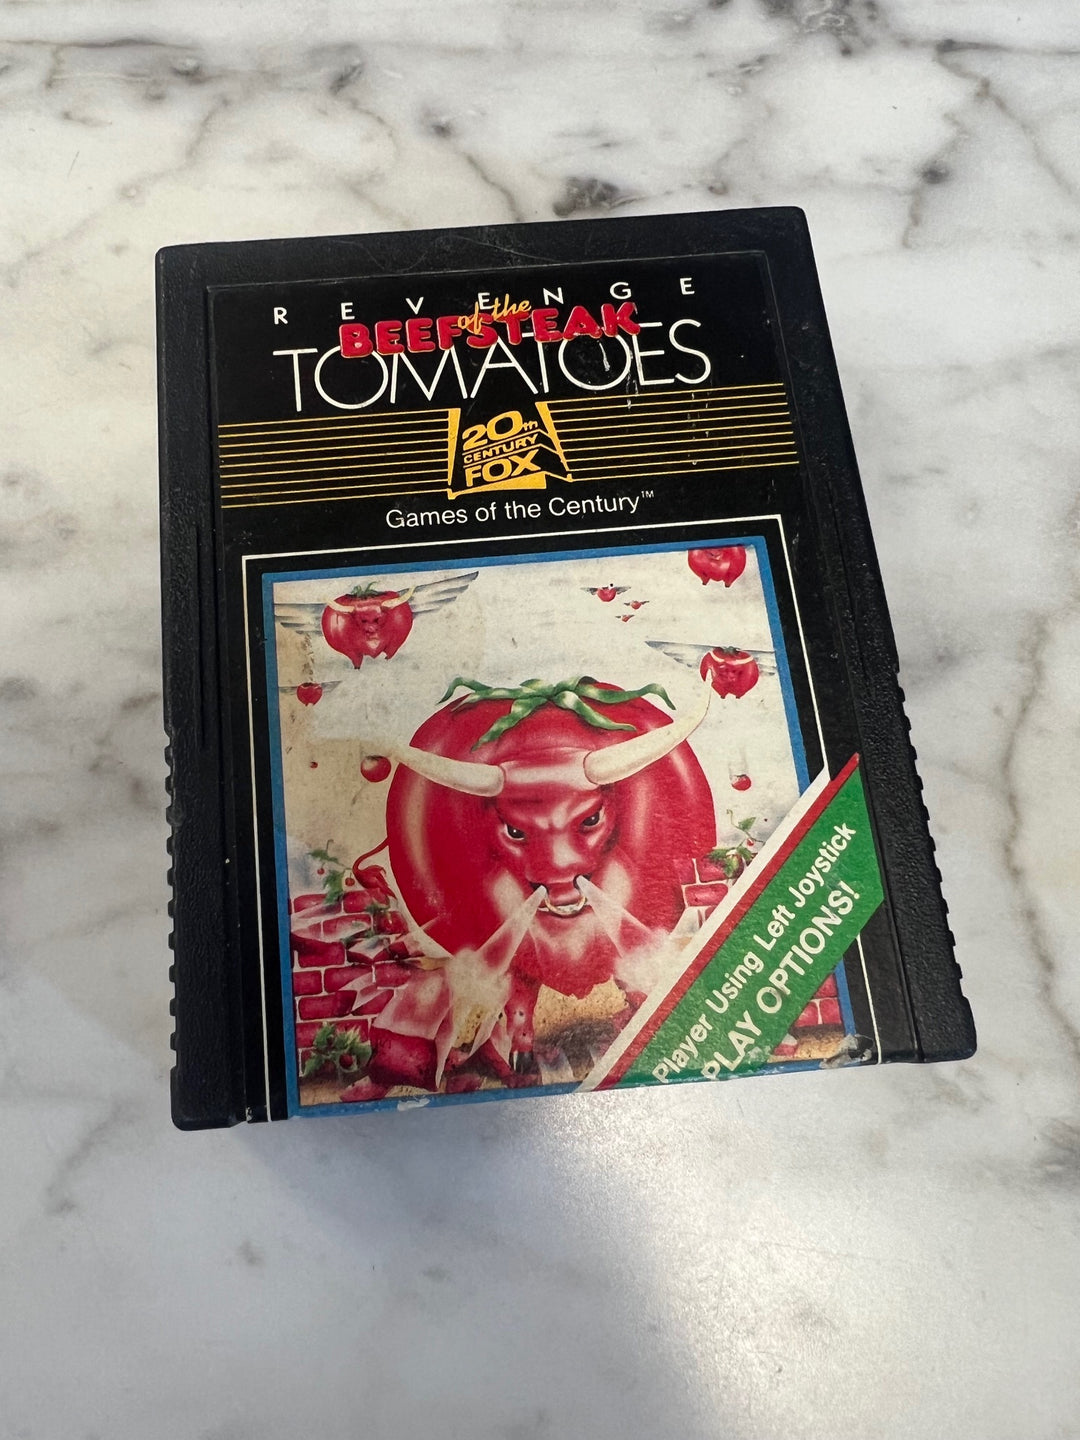 REVENGE
of the
BEEFSTEAK
TOMATOES
20th
CENTURY
FOX
Games of the Century™
Player Using Left Joystick
PLAY OPTIONS!